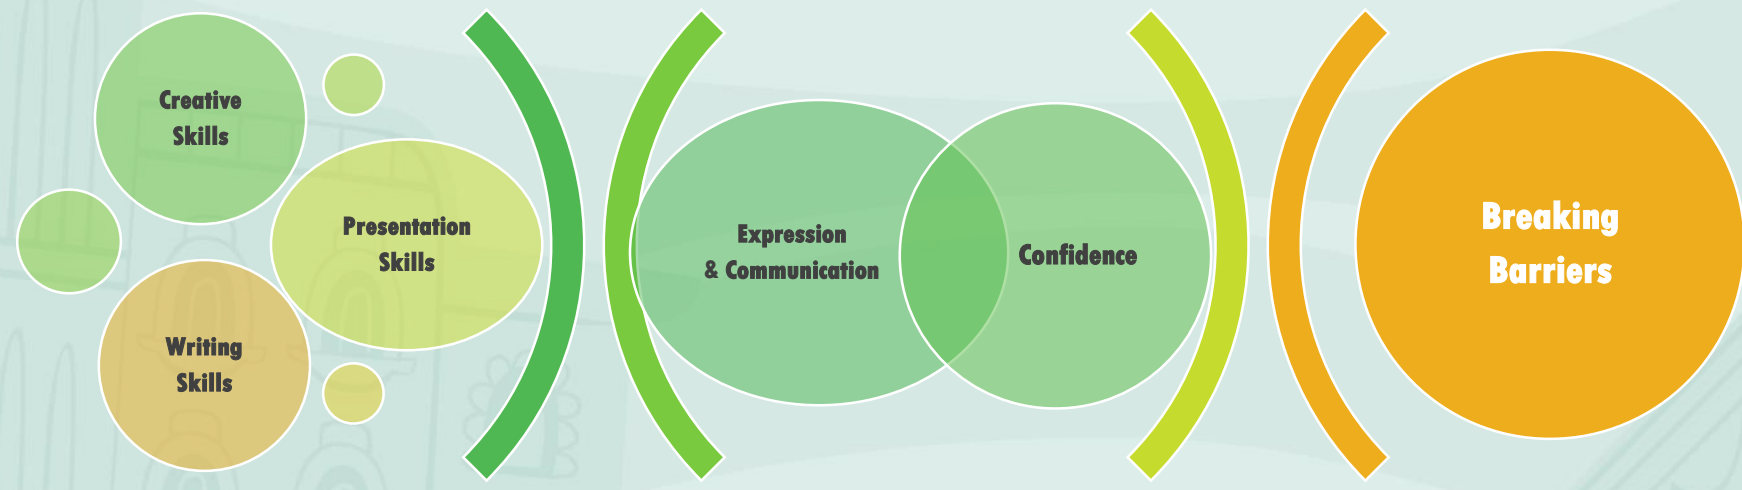 Creative
Skills
Presentation
Skills
Writing
Skills
Expression
& Communication
Confidence
Breaking
Barriers